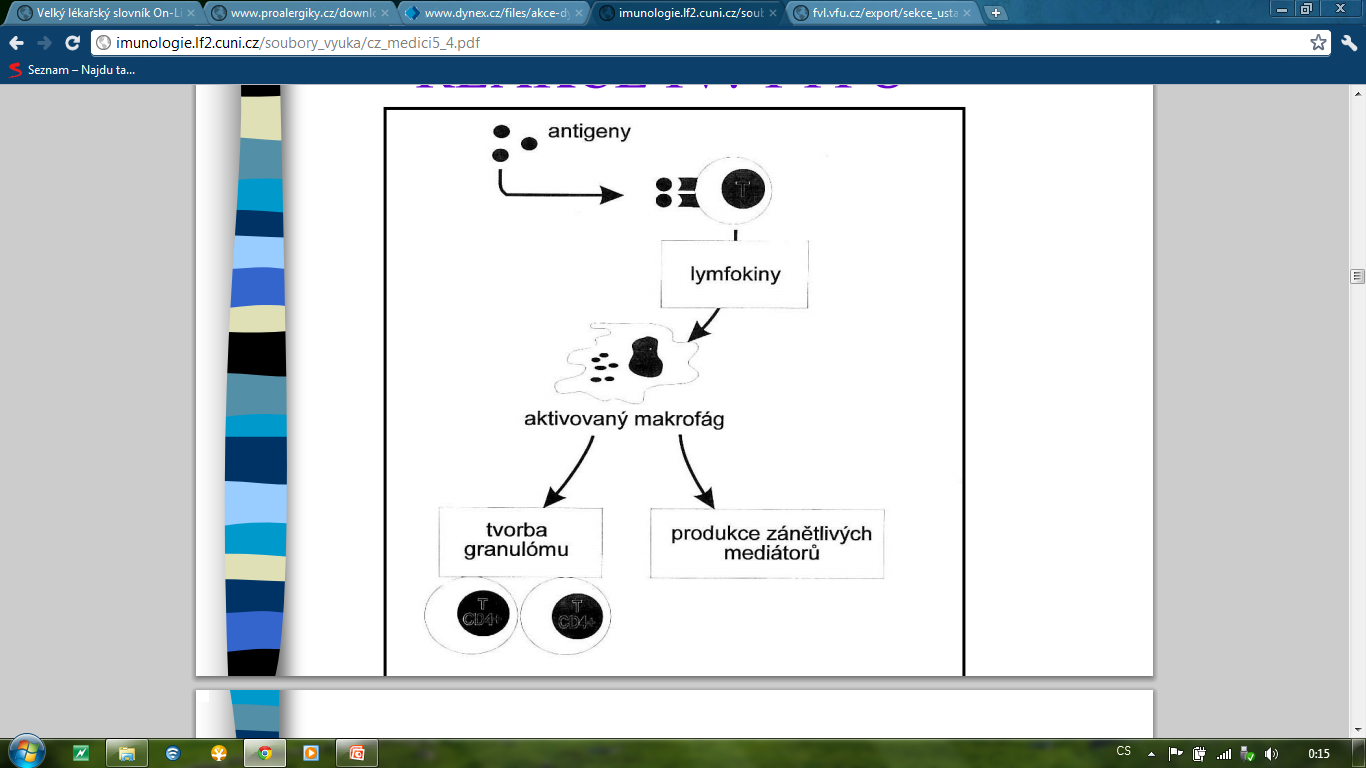 Velký lékařský slovník On-Li
www.proalergiky.cz/downlo
www.dynex.cz/files/akce-dy
imunologie.lf2.cuni.cz/soub
fvl.vfu.cz/export/sekce_usta
imunologie.lf2.cuni.cz/soubory_vyuka/cz_medici5_4.pdf
Seznam – Najdu ta...
antigeny
T
lymfokiny
aktivovaný makrofág
tvorba
granulómu
produkce zánětlivých
mediátorů
T
CD4+
T
CD4+
CS
0:15